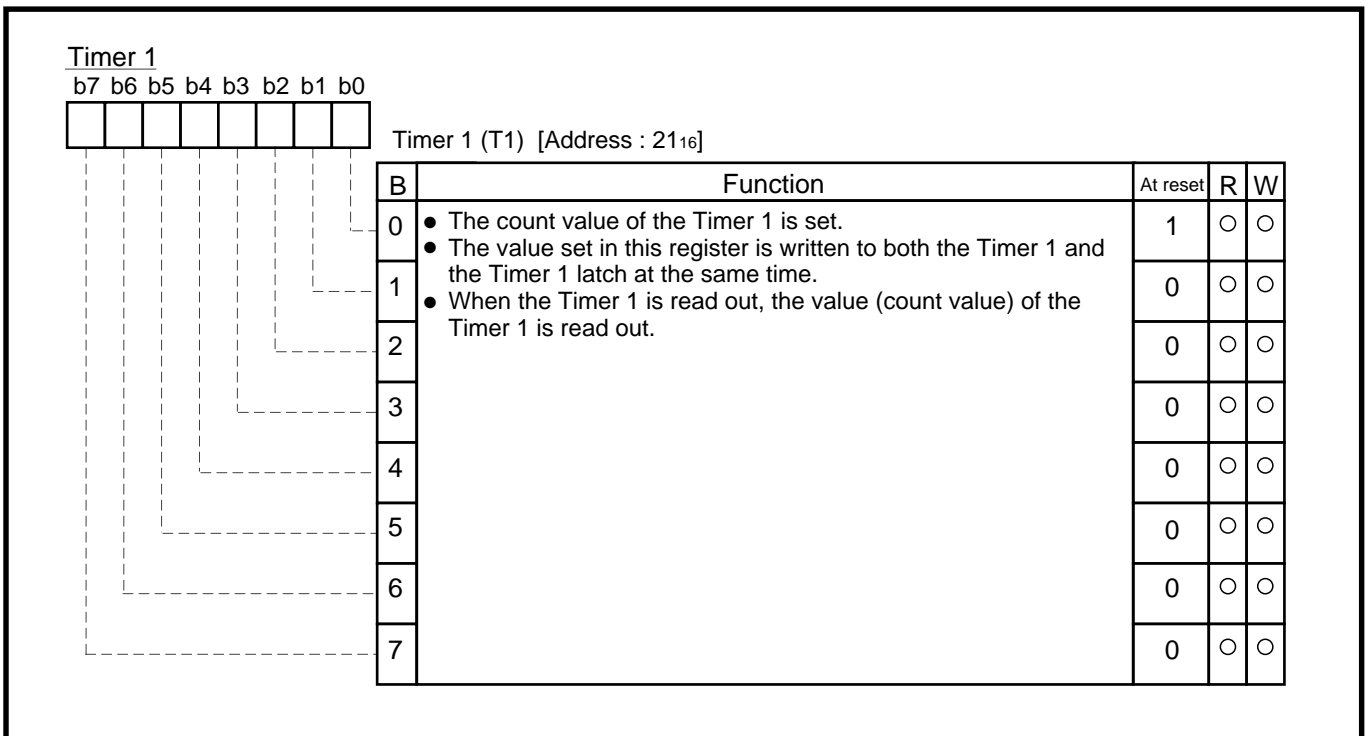 Timer 1
b7 b6 b5 b4 b3 b2 b1 b0
Timer 1 (T1) [Address : 21₁₆]
B Function At reset R W
0 ● The count value of the Timer 1 is set. 1 ○ ○
● The value set in this register is written to both the Timer 1 and
the Timer 1 latch at the same time.
1 0 ○ ○
● When the Timer 1 is read out, the value (count value) of the
Timer 1 is read out.
2 0 ○ ○
3 0 ○ ○
4 0 ○ ○
5 0 ○ ○
6 0 ○ ○
7 0 ○ ○